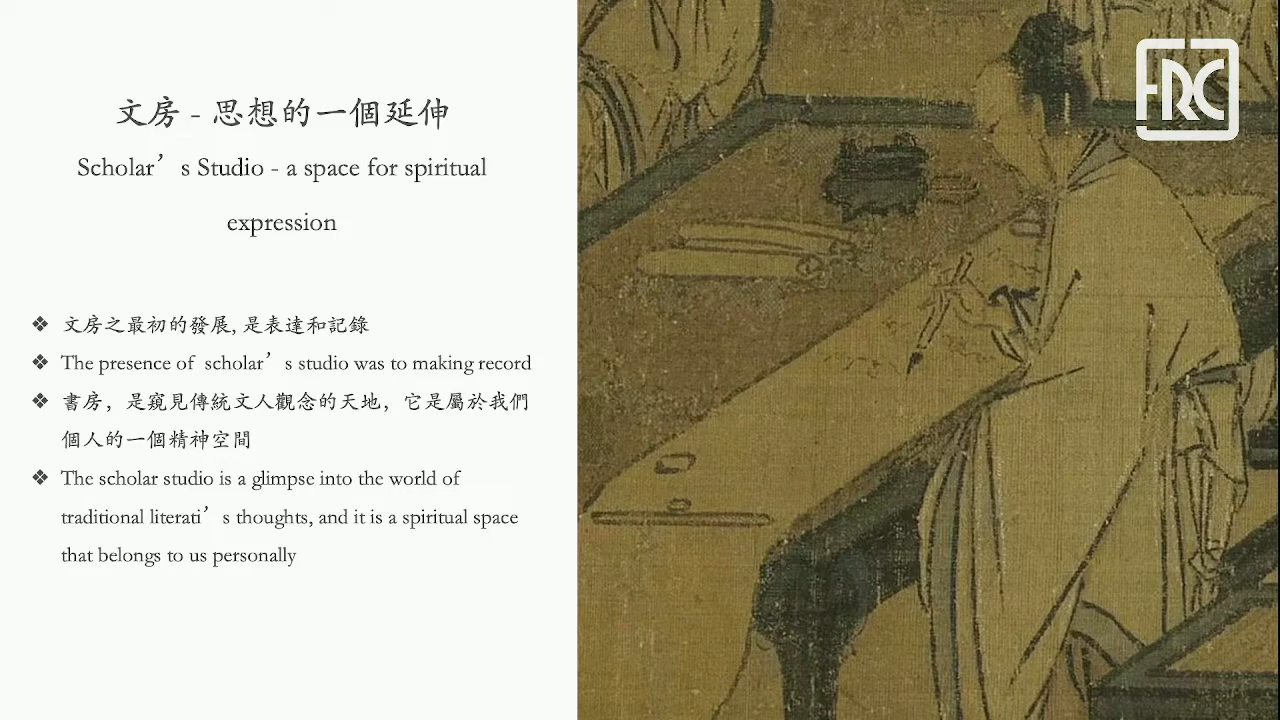 文房 - 思想的一個延伸
Scholar’s Studio - a space for spiritual
expression
❖ 文房之最初的發展, 是表達和記錄
❖ The presence of scholar’s studio was to making record
❖ 書房，是窺見傳統文人觀念的天地，它是屬於我們
個人的一個精神空間
❖ The scholar studio is a glimpse into the world of
traditional literati’s thoughts, and it is a spiritual space
that belongs to us personally
FRC